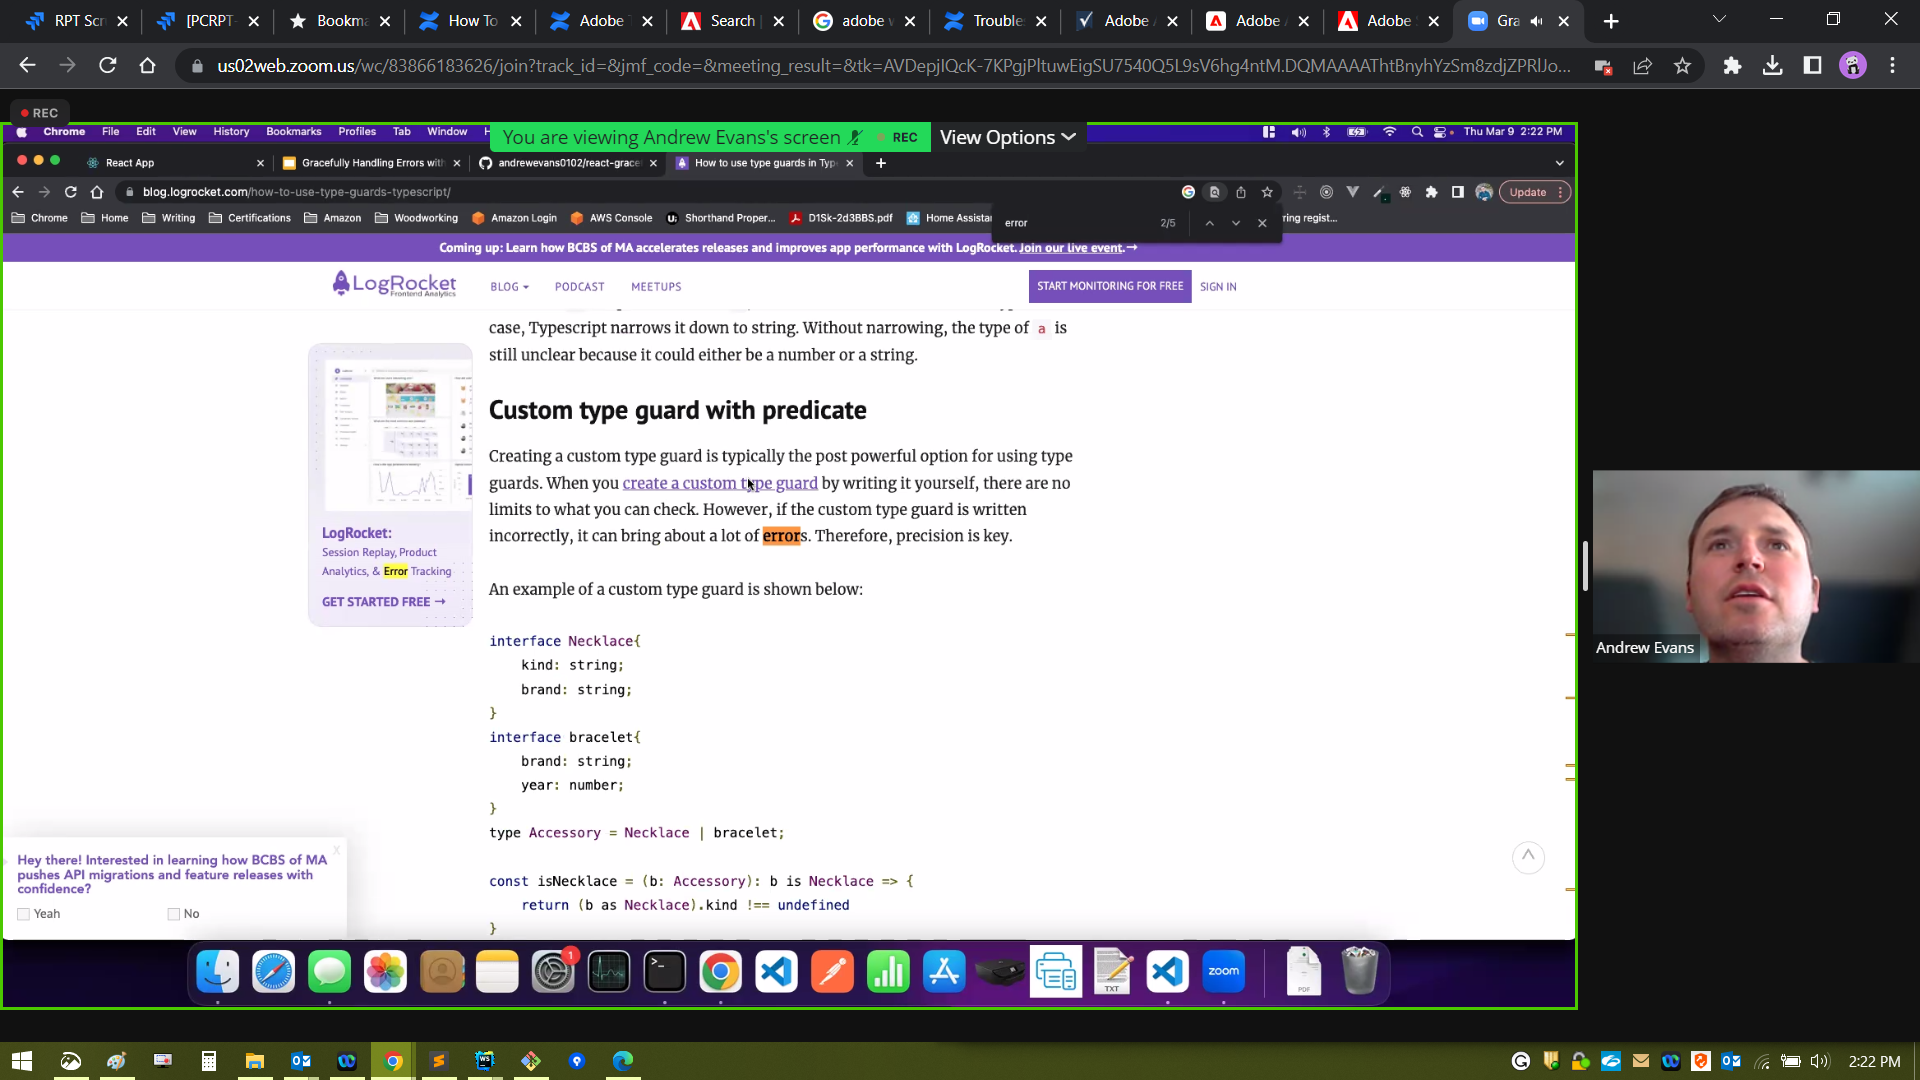 RPT Scr
[PCRPT-
Bookma
How To
Adobe
Search |
adobe w
Trouble
Adobe
Adobe
Adobe
Gra
us02web.zoom.us/wc/83866183626/join?track_id=&jmf_code=&meeting_result=&tk=AVDepjIQcK-7KPgjPltuwEigSU7540Q5L9sV6hg4ntM.DQMAAAAThtBnyhYzSm8zdjZPRlJo...
REC
Chrome File Edit View History Bookmarks Profiles Tab Window H
You are viewing Andrew Evans's screen REC View Options
Thu Mar 9 2:22 PM
React App
Gracefully Handling Errors with
andrewevans0102/react-grace
How to use type guards in Typ
blog.logrocket.com/how-to-use-type-guards-typescript/
Update
Chrome Home Writing Certifications Amazon Woodworking Amazon Login AWS Console Shorthand Proper... D1Sk-2d3BBS.pdf Home Assistan ring regist...
error 2/5
Coming up: Learn how BCBS of MA accelerates releases and improves app performance with LogRocket. Join our live event.→
LogRocket
Frontend Analytics
BLOG PODCAST MEETUPS
START MONITORING FOR FREE SIGN IN
case, Typescript narrows it down to string. Without narrowing, the type of a is
still unclear because it could either be a number or a string.
Custom type guard with predicate
Creating a custom type guard is typically the post powerful option for using type
guards. When you create a custom type guard by writing it yourself, there are no
limits to what you can check. However, if the custom type guard is written
incorrectly, it can bring about a lot of errors. Therefore, precision is key.
LogRocket:
Session Replay, Product
Analytics, & Error Tracking
GET STARTED FREE →
An example of a custom type guard is shown below:
interface Necklace{
kind: string;
brand: string;
}
interface bracelet{
brand: string;
year: number;
}
type Accessory = Necklace | bracelet;
const isNecklace = (b: Accessory): b is Necklace => {
return (b as Necklace).kind !== undefined
}
Hey there! Interested in learning how BCBS of MA
pushes API migrations and feature releases with
confidence?
Yeah No
X
Andrew Evans
1
TXT
zoom
PDF
2:22 PM